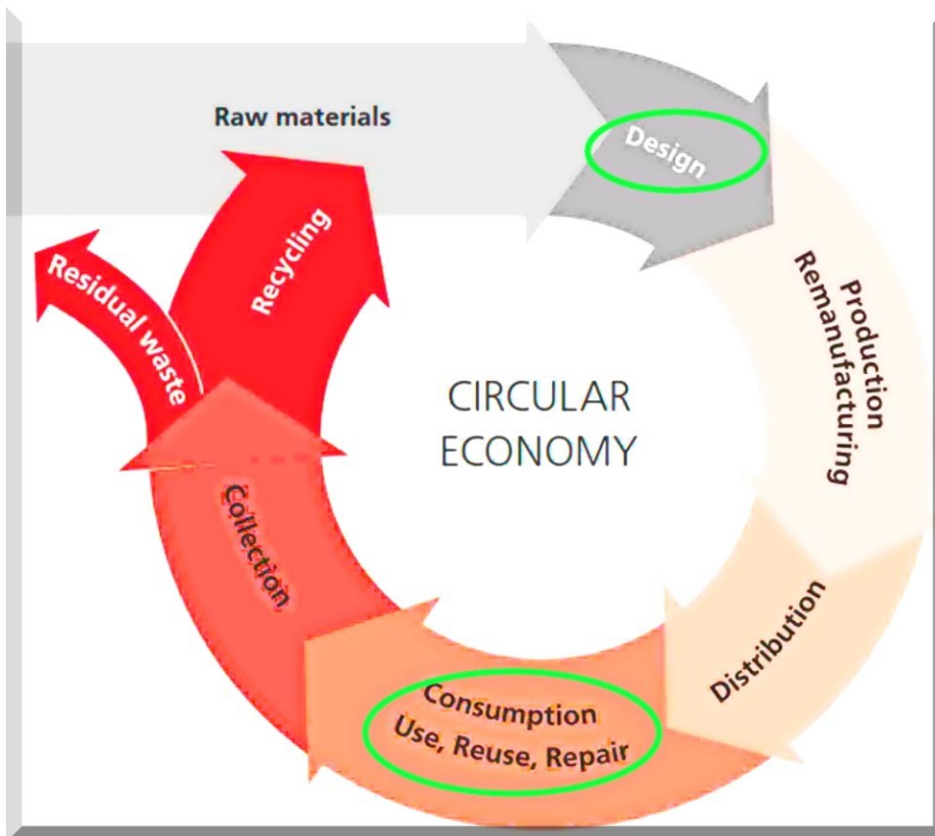 Raw materials
Design
Production
Remanufacturing
Distribution
Consumption
Use, Reuse, Repair
Collection
Recycling
Residual waste
CIRCULAR
ECONOMY